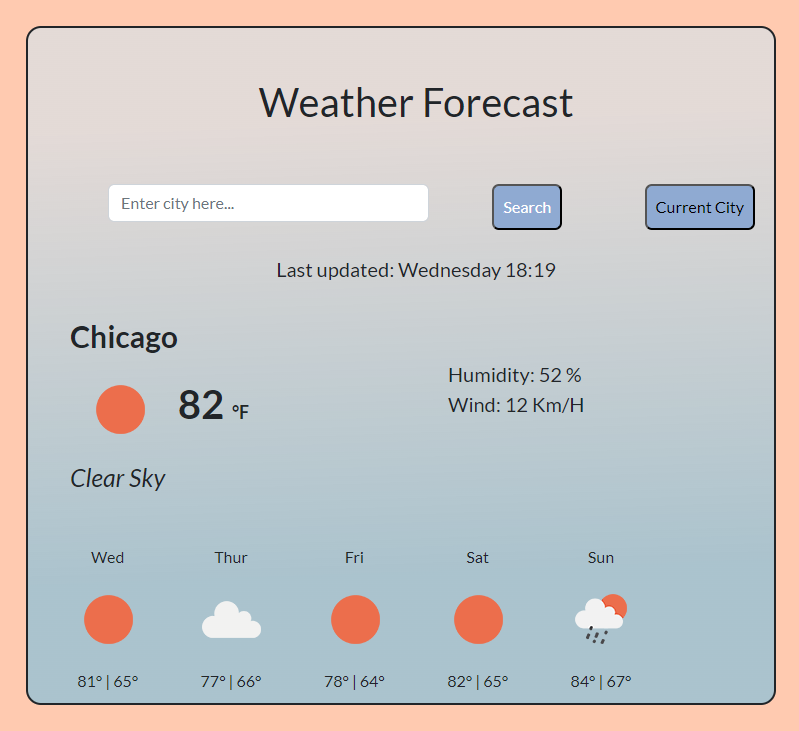 Weather Forecast
Enter city here...
Search
Current City
Last updated: Wednesday 18:19
Chicago
82 °F
Humidity: 52 %
Wind: 12 Km/H
Clear Sky
Wed Thur Fri Sat Sun
81° | 65° 77° | 66° 78° | 64° 82° | 65° 84° | 67°